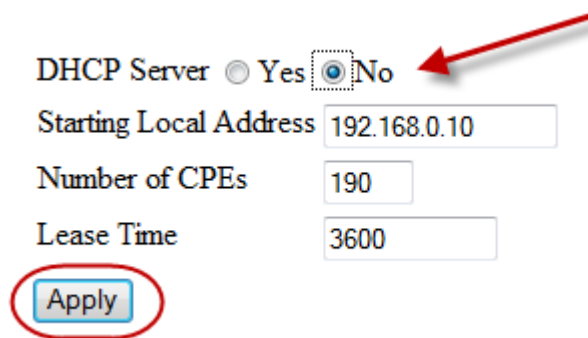 DHCP Server Yes No
Starting Local Address 192.168.0.10
Number of CPEs 190
Lease Time 3600
Apply